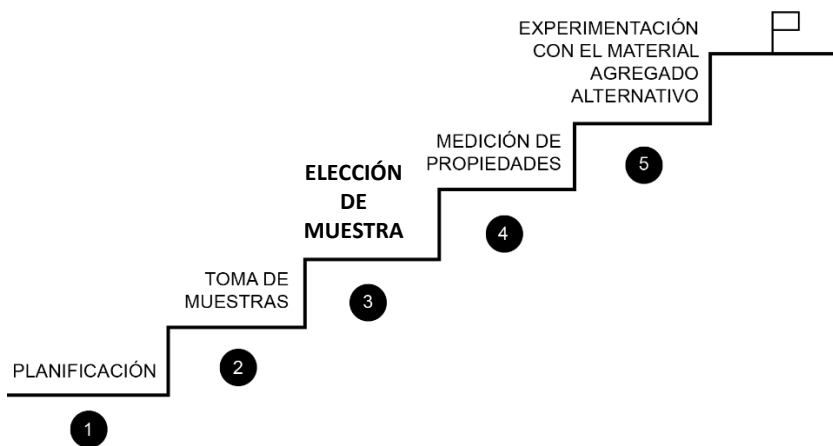 PLANIFICACIÓN
1
TOMA DE
MUESTRAS
2
ELECCIÓN
DE
MUESTRA
3
MEDICIÓN DE
PROPIEDADES
4
EXPERIMENTACIÓN
CON EL MATERIAL
AGREGADO
ALTERNATIVO
5